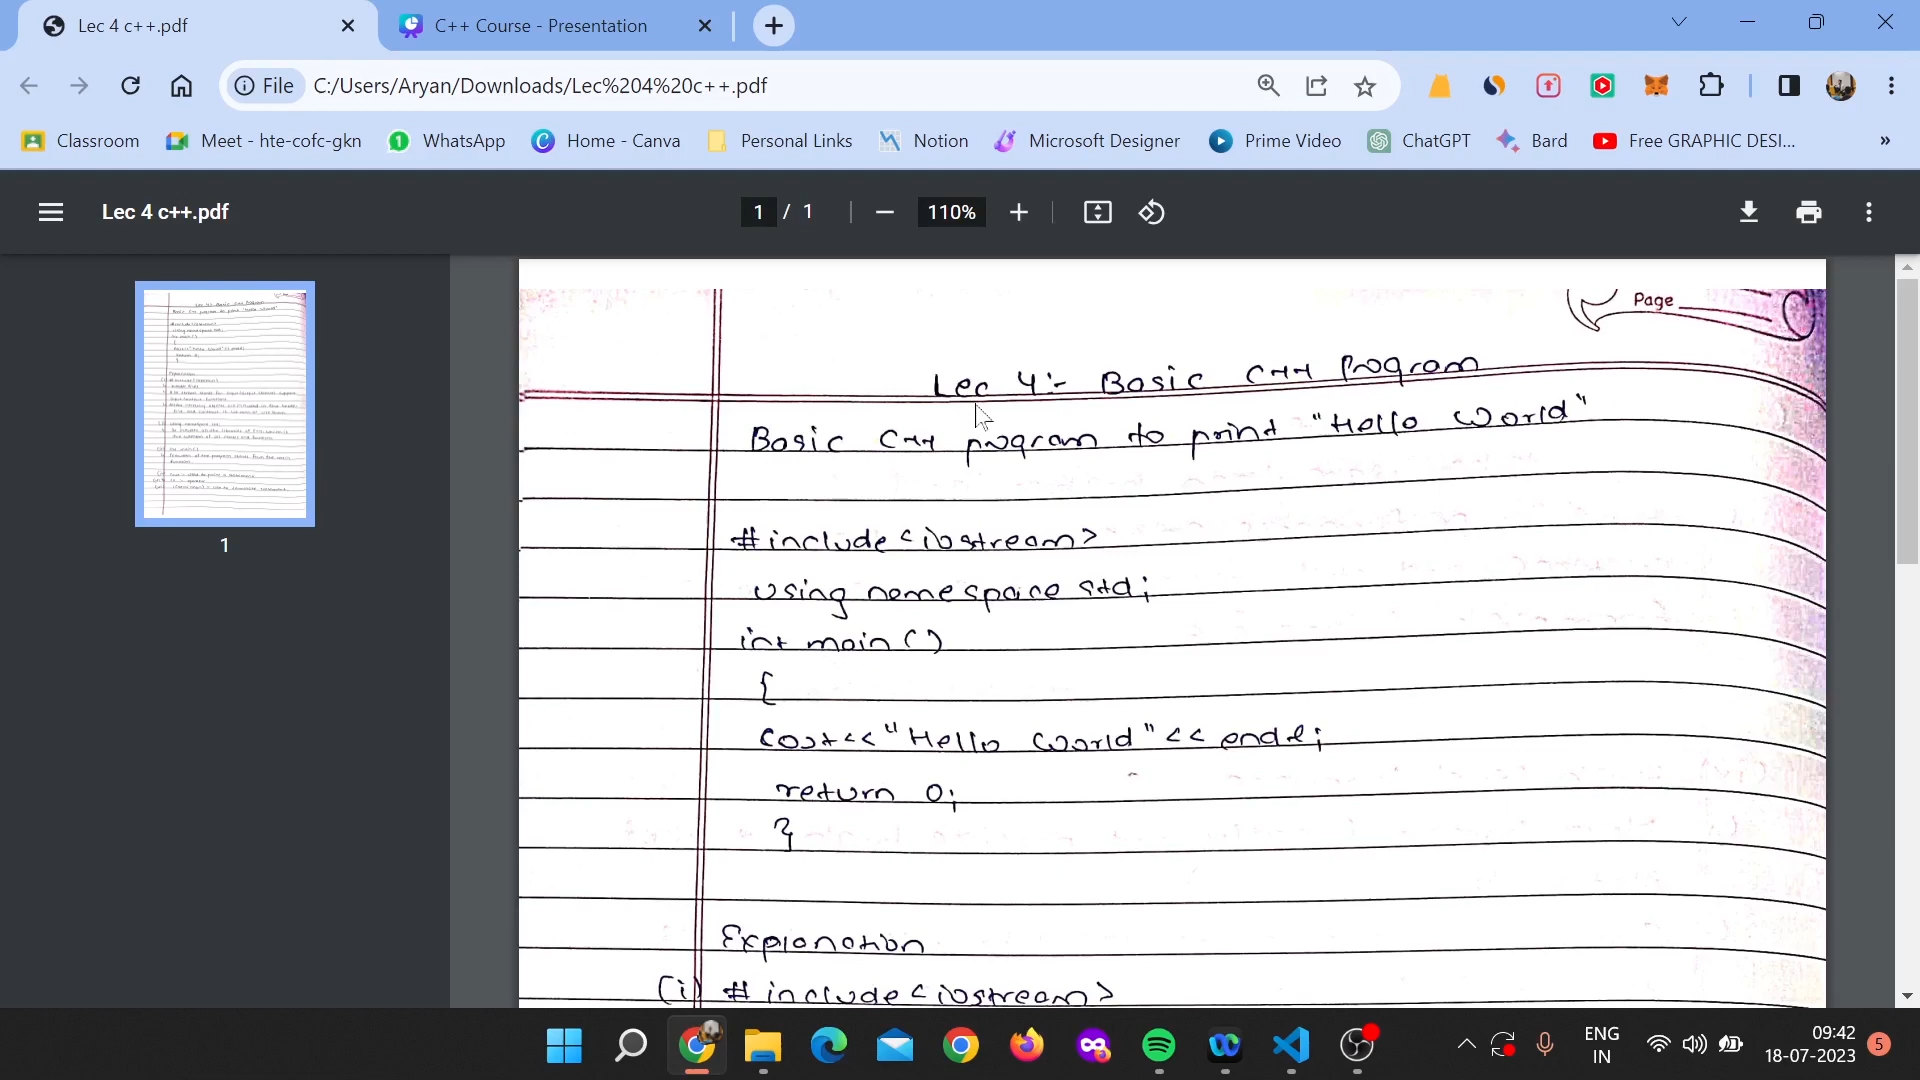 Lec 4 c++.pdf
C++ Course - Presentation
File
C:/Users/Aryan/Downloads/Lec%204%20c++.pdf
Classroom
Meet - hte-cofc-gkn
WhatsApp
Home - Canva
Personal Links
Notion
Microsoft Designer
Prime Video
ChatGPT
Bard
Free GRAPHIC DESI...
»
Lec 4 c++.pdf
1 / 1
110%
1
Page
Lec 4:- Basic C++ Program
Basic C++ program to print "Hello World"
#include <iostream>
using namespace std;
int main ()
{
cout<< "Hello World" << endl;
return 0;
}
Explanation
(i) # include <iostream>
ENG
IN
09:42
18-07-2023
5